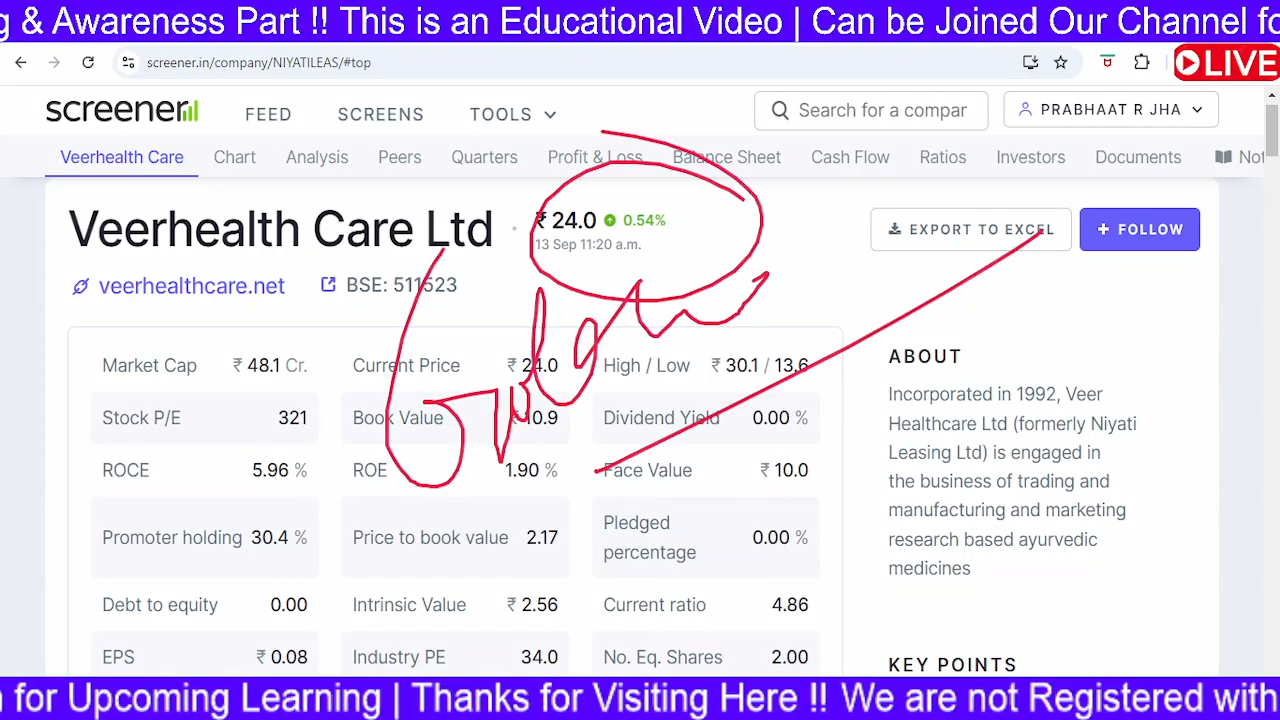 g & Awareness Part !! This is an Educational Video | Can be Joined Our Channel fo
screener.in/company/NIYATILEAS/#top
LIVE
screener
FEED SCREENS TOOLS
Search for a compar
PRABHAAT R JHA
Veerhealth Care Chart Analysis Peers Quarters Profit & Loss Balance Sheet Cash Flow Ratios Investors Documents Not
Veerhealth Care Ltd
₹ 24.0 0.54%
13 Sep 11:20 a.m.
EXPORT TO EXCEL
+ FOLLOW
veerhealthcare.net BSE: 511523
Market Cap ₹ 48.1 Cr. Current Price ₹ 24.0 High / Low ₹ 30.1 / 13.6
Stock P/E 321 Book Value ₹ 10.9 Dividend Yield 0.00 %
ROCE 5.96 % ROE 1.90 % Face Value ₹ 10.0
Promoter holding 30.4 % Price to book value 2.17 Pledged percentage 0.00 %
Debt to equity 0.00 Intrinsic Value ₹ 2.56 Current ratio 4.86
EPS ₹ 0.08 Industry PE 34.0 No. Eq. Shares 2.00
ABOUT
Incorporated in 1992, Veer
Healthcare Ltd (formerly Niyati
Leasing Ltd) is engaged in
the business of trading and
manufacturing and marketing
research based ayurvedic
medicines
KEY POINTS
n for Upcoming Learning | Thanks for Visiting Here !! We are not Registered with